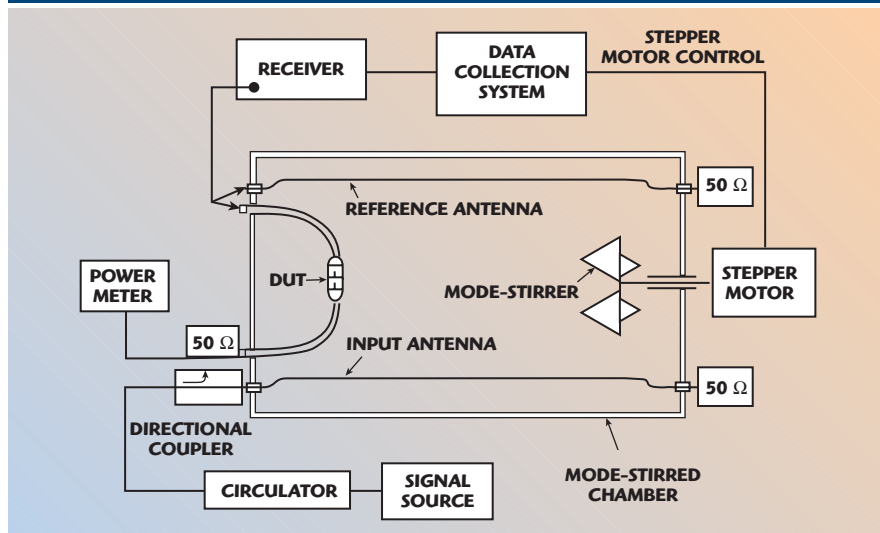 STEPPER
MOTOR CONTROL
RECEIVER
DATA
COLLECTION
SYSTEM
50 Ω
REFERENCE ANTENNA
POWER
METER
DUT
MODE-STIRRER
STEPPER
MOTOR
50 Ω
INPUT ANTENNA
50 Ω
DIRECTIONAL
COUPLER
MODE-STIRRED
CHAMBER
CIRCULATOR
SIGNAL
SOURCE